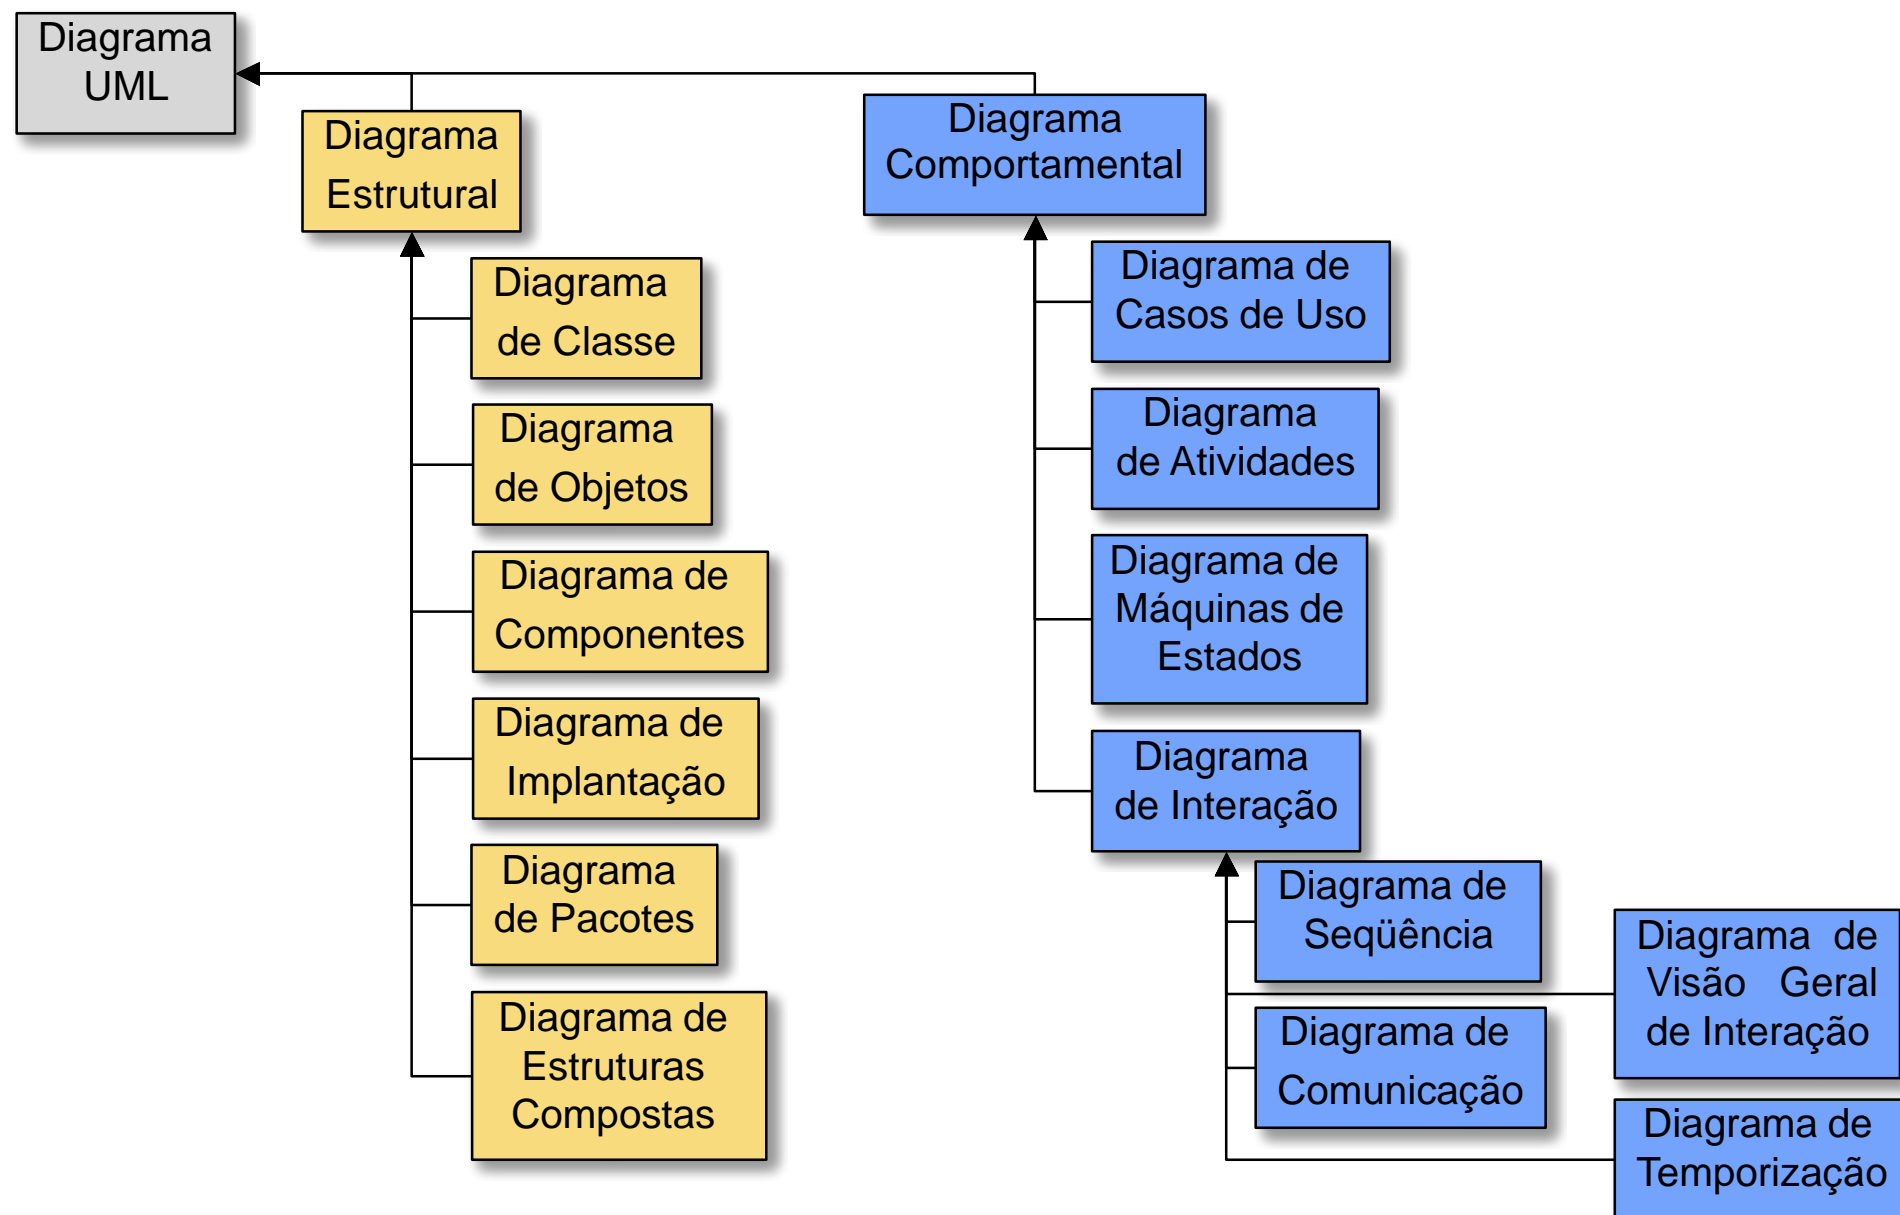 Diagrama
UML
Diagrama
Estrutural
Diagrama
Comportamental
Diagrama
de Classe
Diagrama
de Objetos
Diagrama de
Componentes
Diagrama de
Implantação
Diagrama
de Pacotes
Diagrama de
Estruturas
Compostas
Diagrama de
Casos de Uso
Diagrama
de Atividades
Diagrama de
Máquinas de
Estados
Diagrama
de Interação
Diagrama de
Seqüência
Diagrama de
Comunicação
Diagrama de
Visão Geral
de Interação
Diagrama de
Temporização